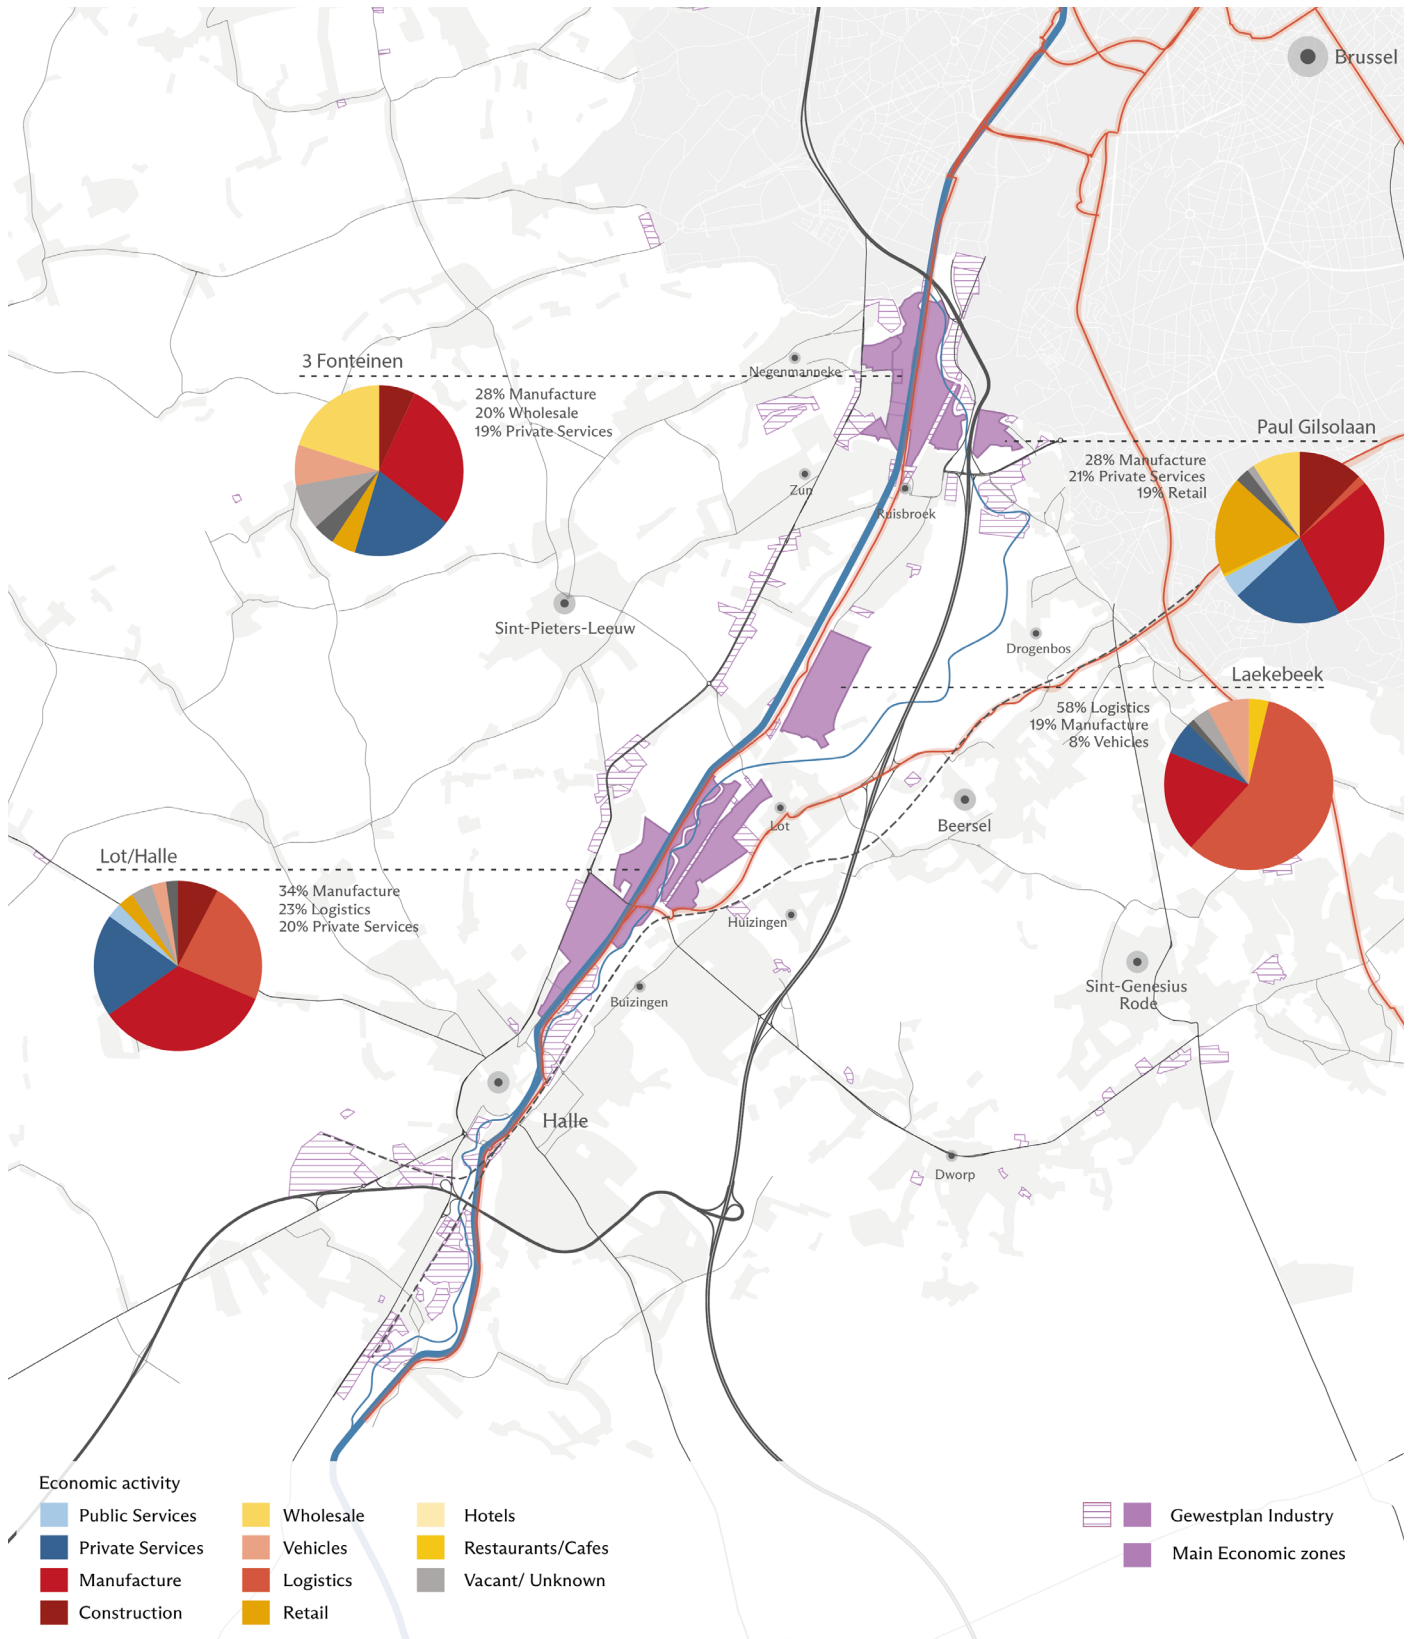 Brussel
3 Fonteinen
28% Manufacture
20% Wholesale
19% Private Services
Negenmanneke
Paul Gilsolaan
28% Manufacture
21% Private Services
19% Retail
Zun
Ruisbroek
Sint-Pieters-Leeuw
Drogenbos
Laekebeek
58% Logistics
19% Manufacture
8% Vehicles
Lot
Beersel
Lot/Halle
34% Manufacture
23% Logistics
20% Private Services
Huizingen
Buizingen
Sint-Genesius
Rode
Halle
Dworp
Economic activity
Public Services
Private Services
Manufacture
Construction
Wholesale
Vehicles
Logistics
Retail
Hotels
Restaurants/Cafes
Vacant/ Unknown
Gewestplan Industry
Main Economic zones